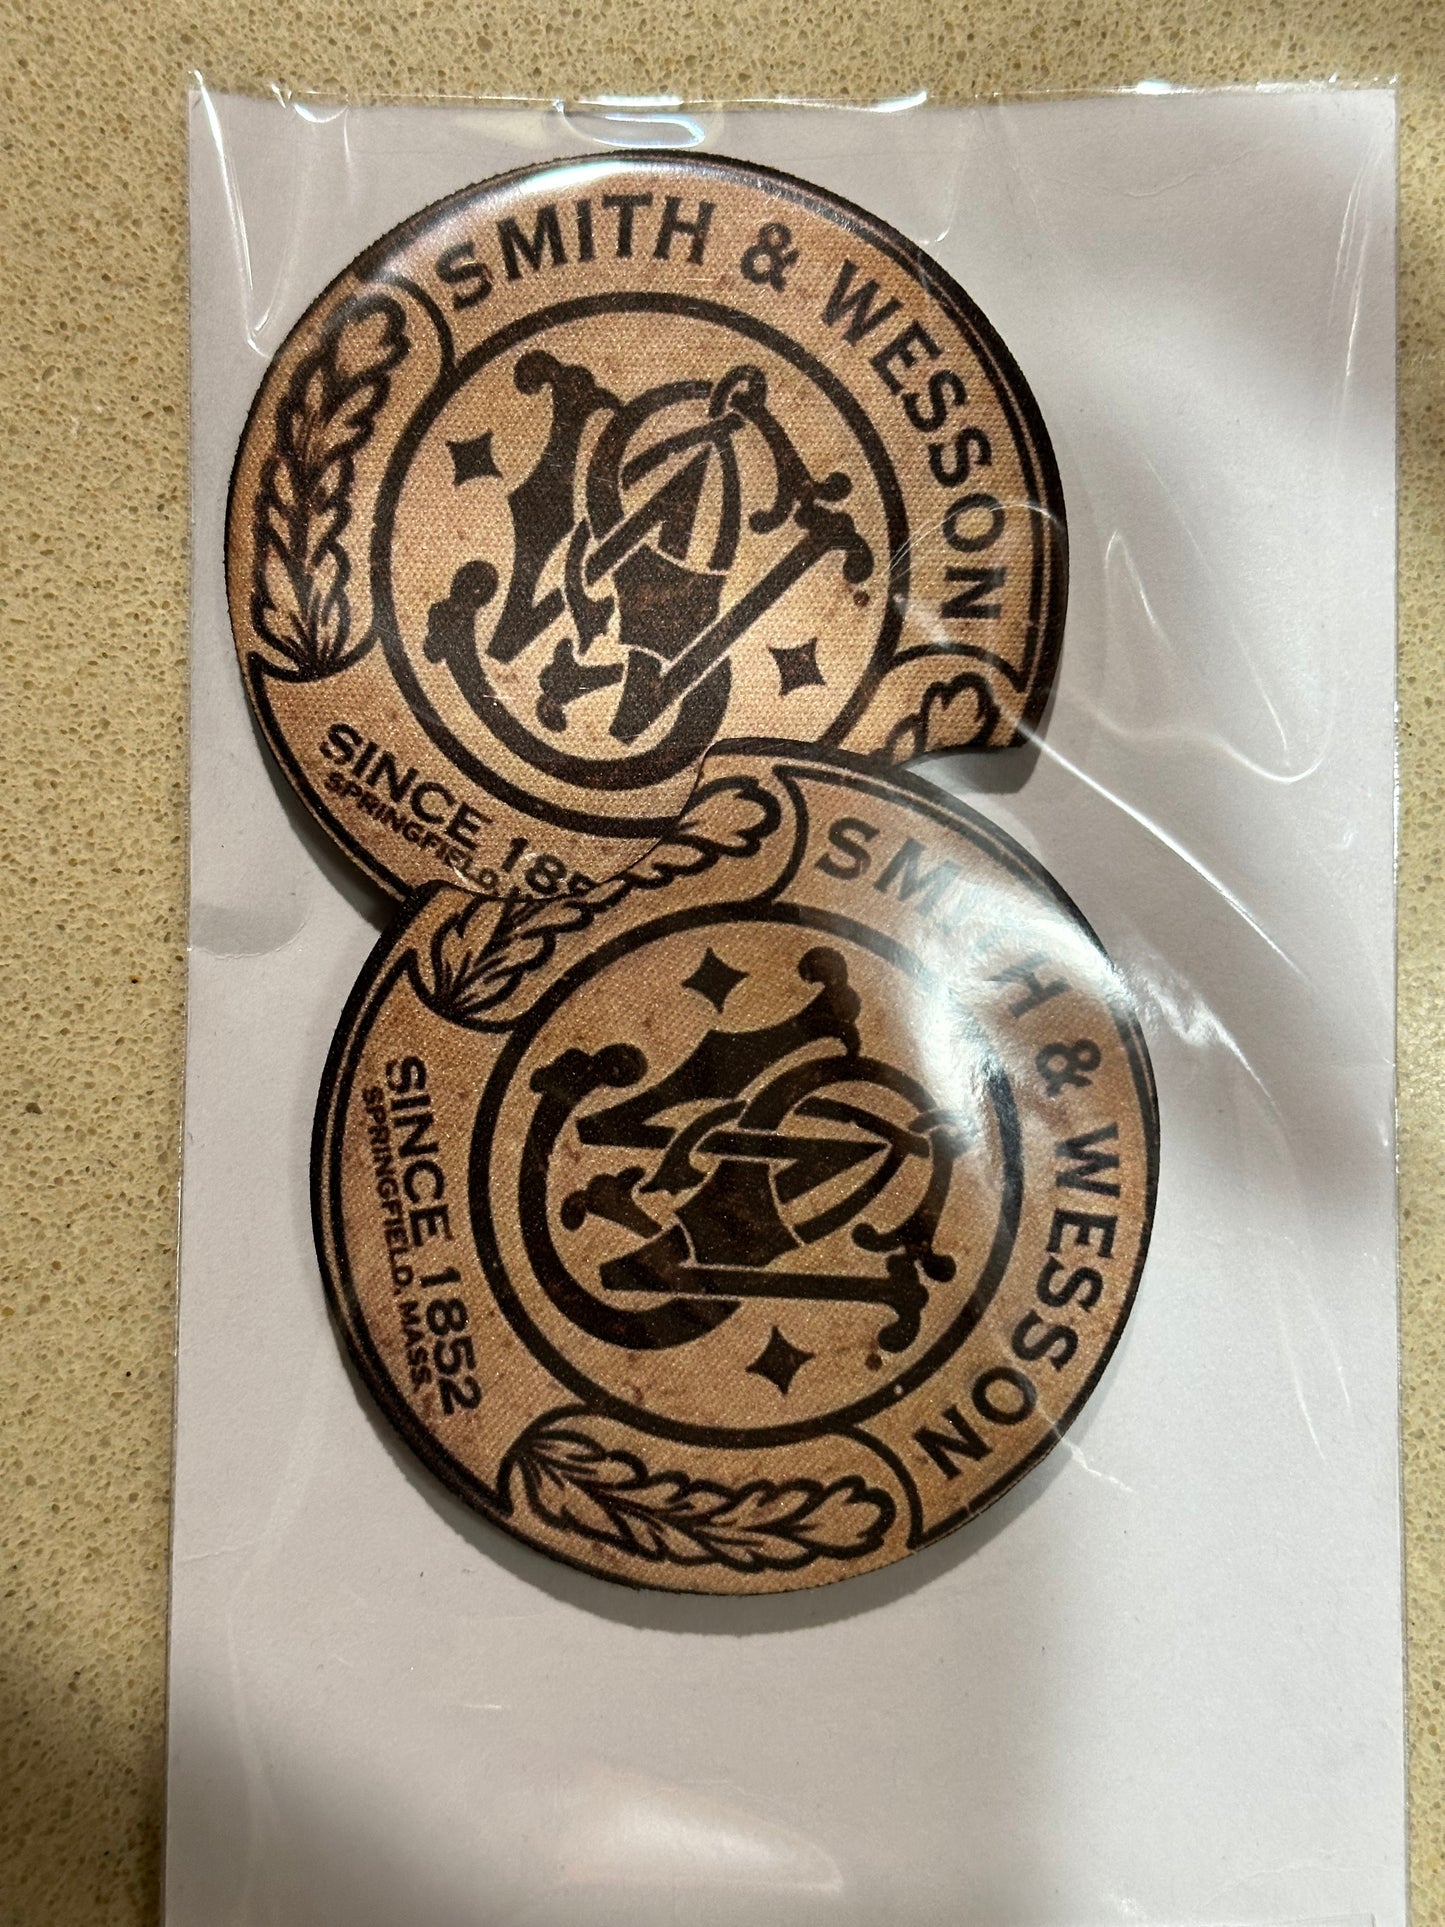 SMITH & WESSON
SINCE 185
SPRINGFIELD,
SMITH & WESSON
SINCE 1852
SPRINGFIELD, MASS.